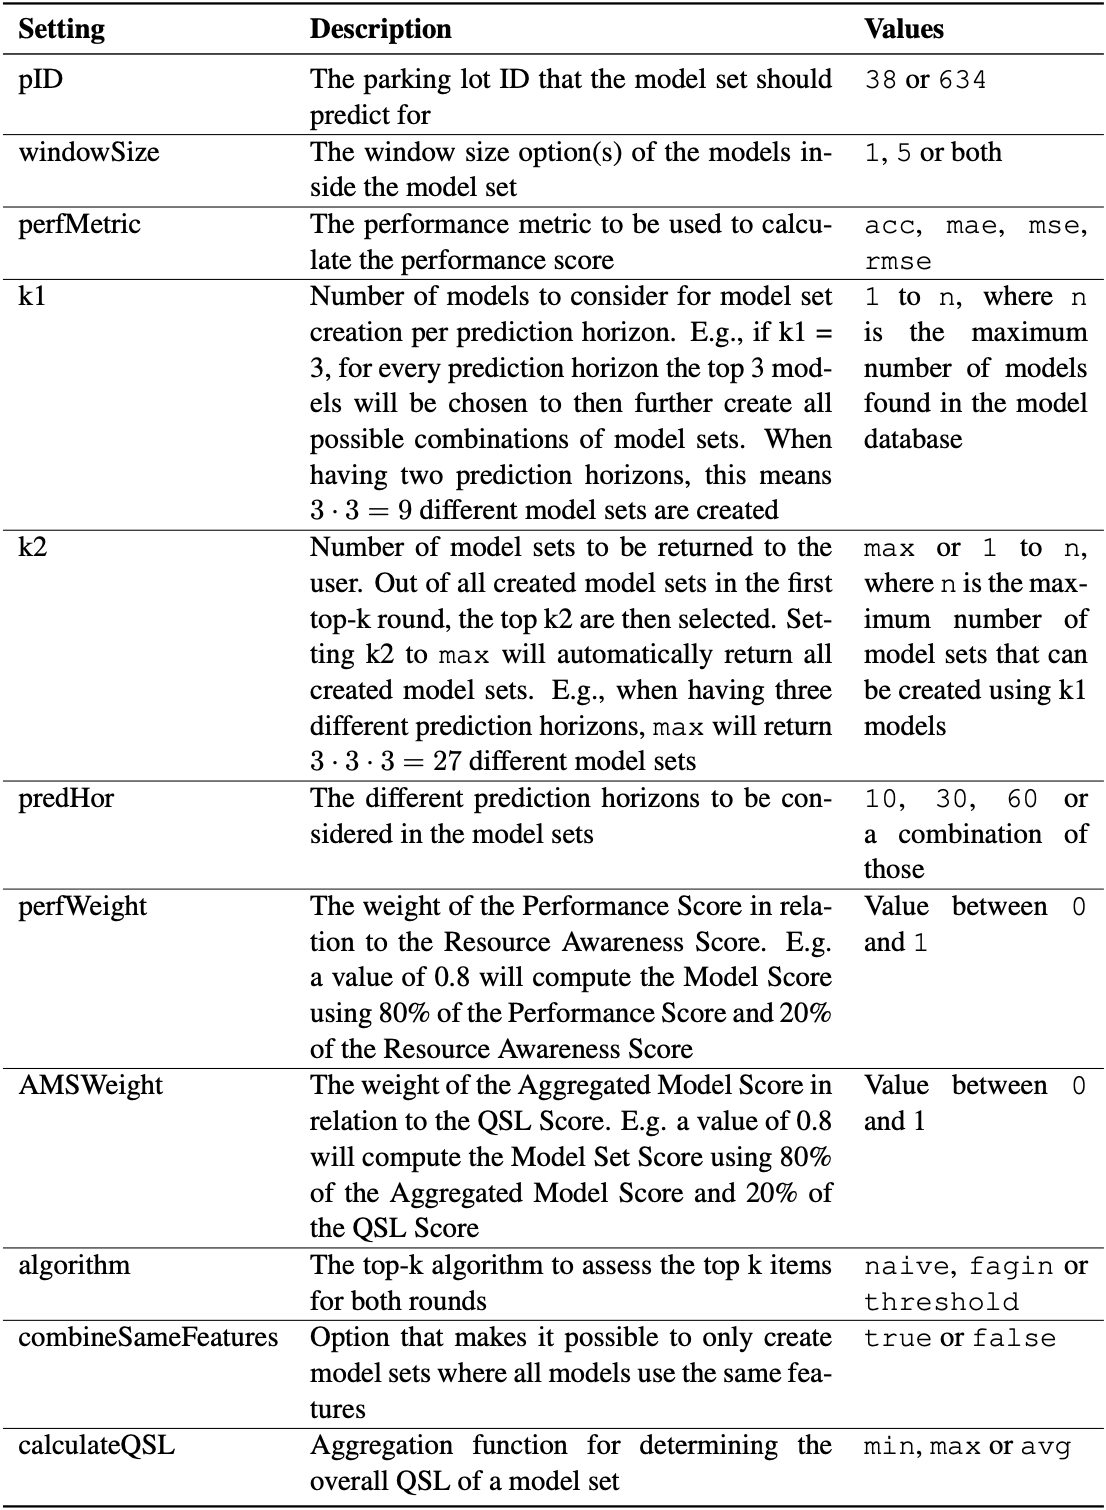 Setting Description Values
pID The parking lot ID that the model set should 38 or 634
predict for
windowSize The window size option(s) of the models in- 1, 5 or both
side the model set
perfMetric The performance metric to be used to calcu- acc, mae, mse,
late the performance score rmse
k1 Number of models to consider for model set 1 to n, where n
creation per prediction horizon. E.g., if k1 = is the maximum
3, for every prediction horizon the top 3 mod- number of models
els will be chosen to then further create all found in the model
possible combinations of model sets. When database
having two prediction horizons, this means
3 · 3 = 9 different model sets are created
k2 Number of model sets to be returned to the max or 1 to n,
user. Out of all created model sets in the first where n is the max-
top-k round, the top k2 are then selected. Set- imum number of
ting k2 to max will automatically return all model sets that can
created model sets. E.g., when having three be created using k1
different prediction horizons, max will return models
3 · 3 · 3 = 27 different model sets
predHor The different prediction horizons to be con- 10, 30, 60 or
sidered in the model sets a combination of
those
perfWeight The weight of the Performance Score in rela- Value between 0
tion to the Resource Awareness Score. E.g. and 1
a value of 0.8 will compute the Model Score
using 80% of the Performance Score and 20%
of the Resource Awareness Score
AMSWeight The weight of the Aggregated Model Score in Value between 0
relation to the QSL Score. E.g. a value of 0.8 and 1
will compute the Model Set Score using 80%
of the Aggregated Model Score and 20% of
the QSL Score
algorithm The top-k algorithm to assess the top k items naive, fagin or
for both rounds threshold
combineSameFeatures Option that makes it possible to only create true or false
model sets where all models use the same fea-
tures
calculateQSL Aggregation function for determining the min, max or avg
overall QSL of a model set